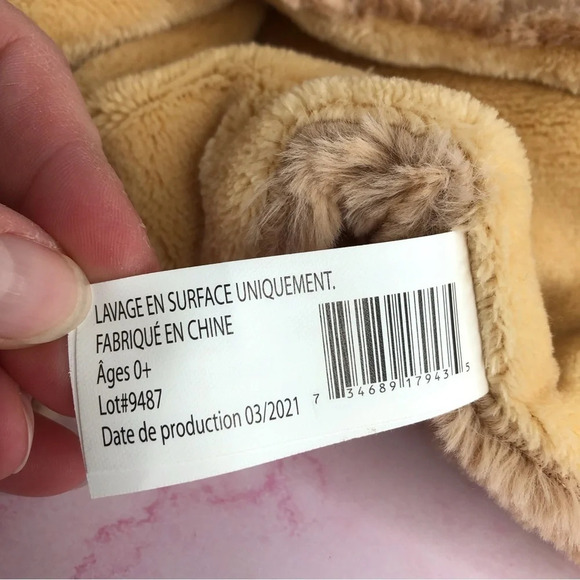 LAVAGE EN SURFACE UNIQUEMENT.
FABRIQUÉ EN CHINE
Âges 0+
Lot#9487
Date de production 03/2021
7 34689 17943 5